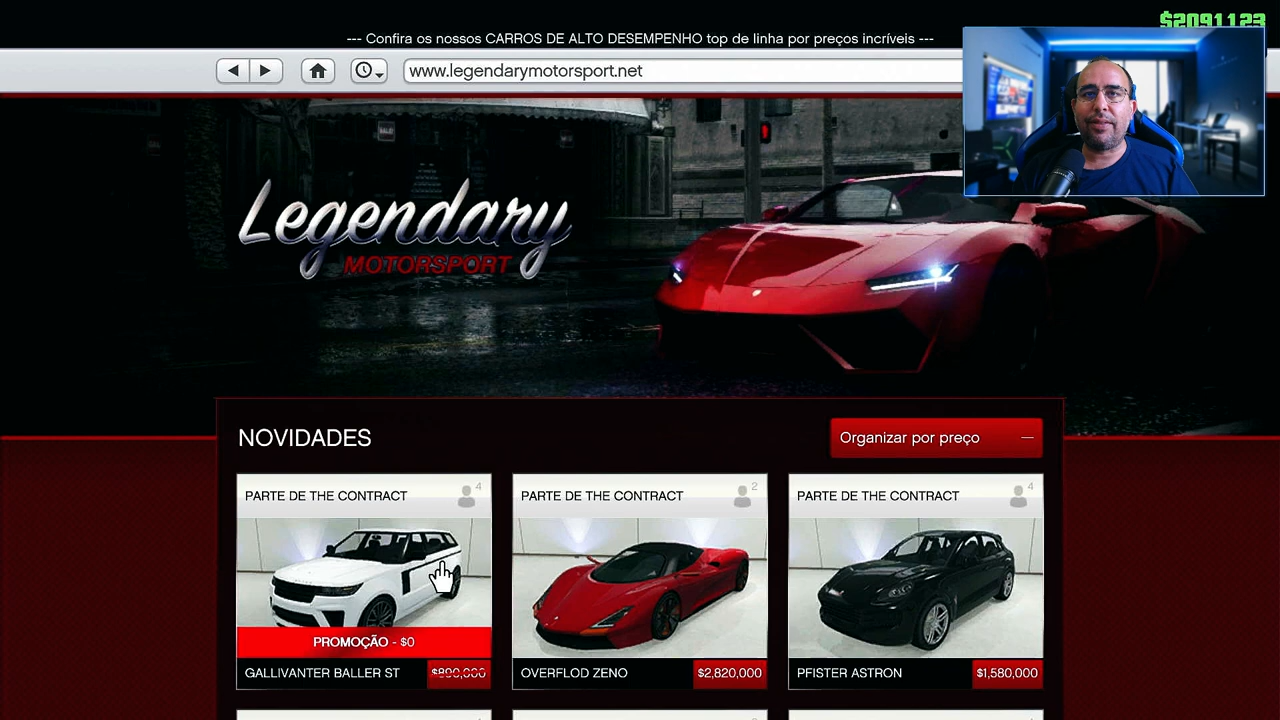 $2091123
--- Confira os nossos CARROS DE ALTO DESEMPENHO top de linha por preços incríveis ---
www.legendarymotorsport.net
Legendary
MOTORSPORT
NOVIDADES
Organizar por preço
PARTE DE THE CONTRACT 4
PARTE DE THE CONTRACT 2
PARTE DE THE CONTRACT 4
PROMOÇÃO - $0
GALLIVANTER BALLER ST $890,000
OVERFLOD ZENO $2,820,000
PFISTER ASTRON $1,580,000